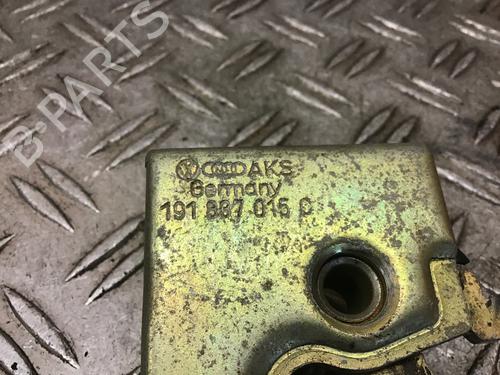 B-PARTS
AKS
Germany
191 837 015 C